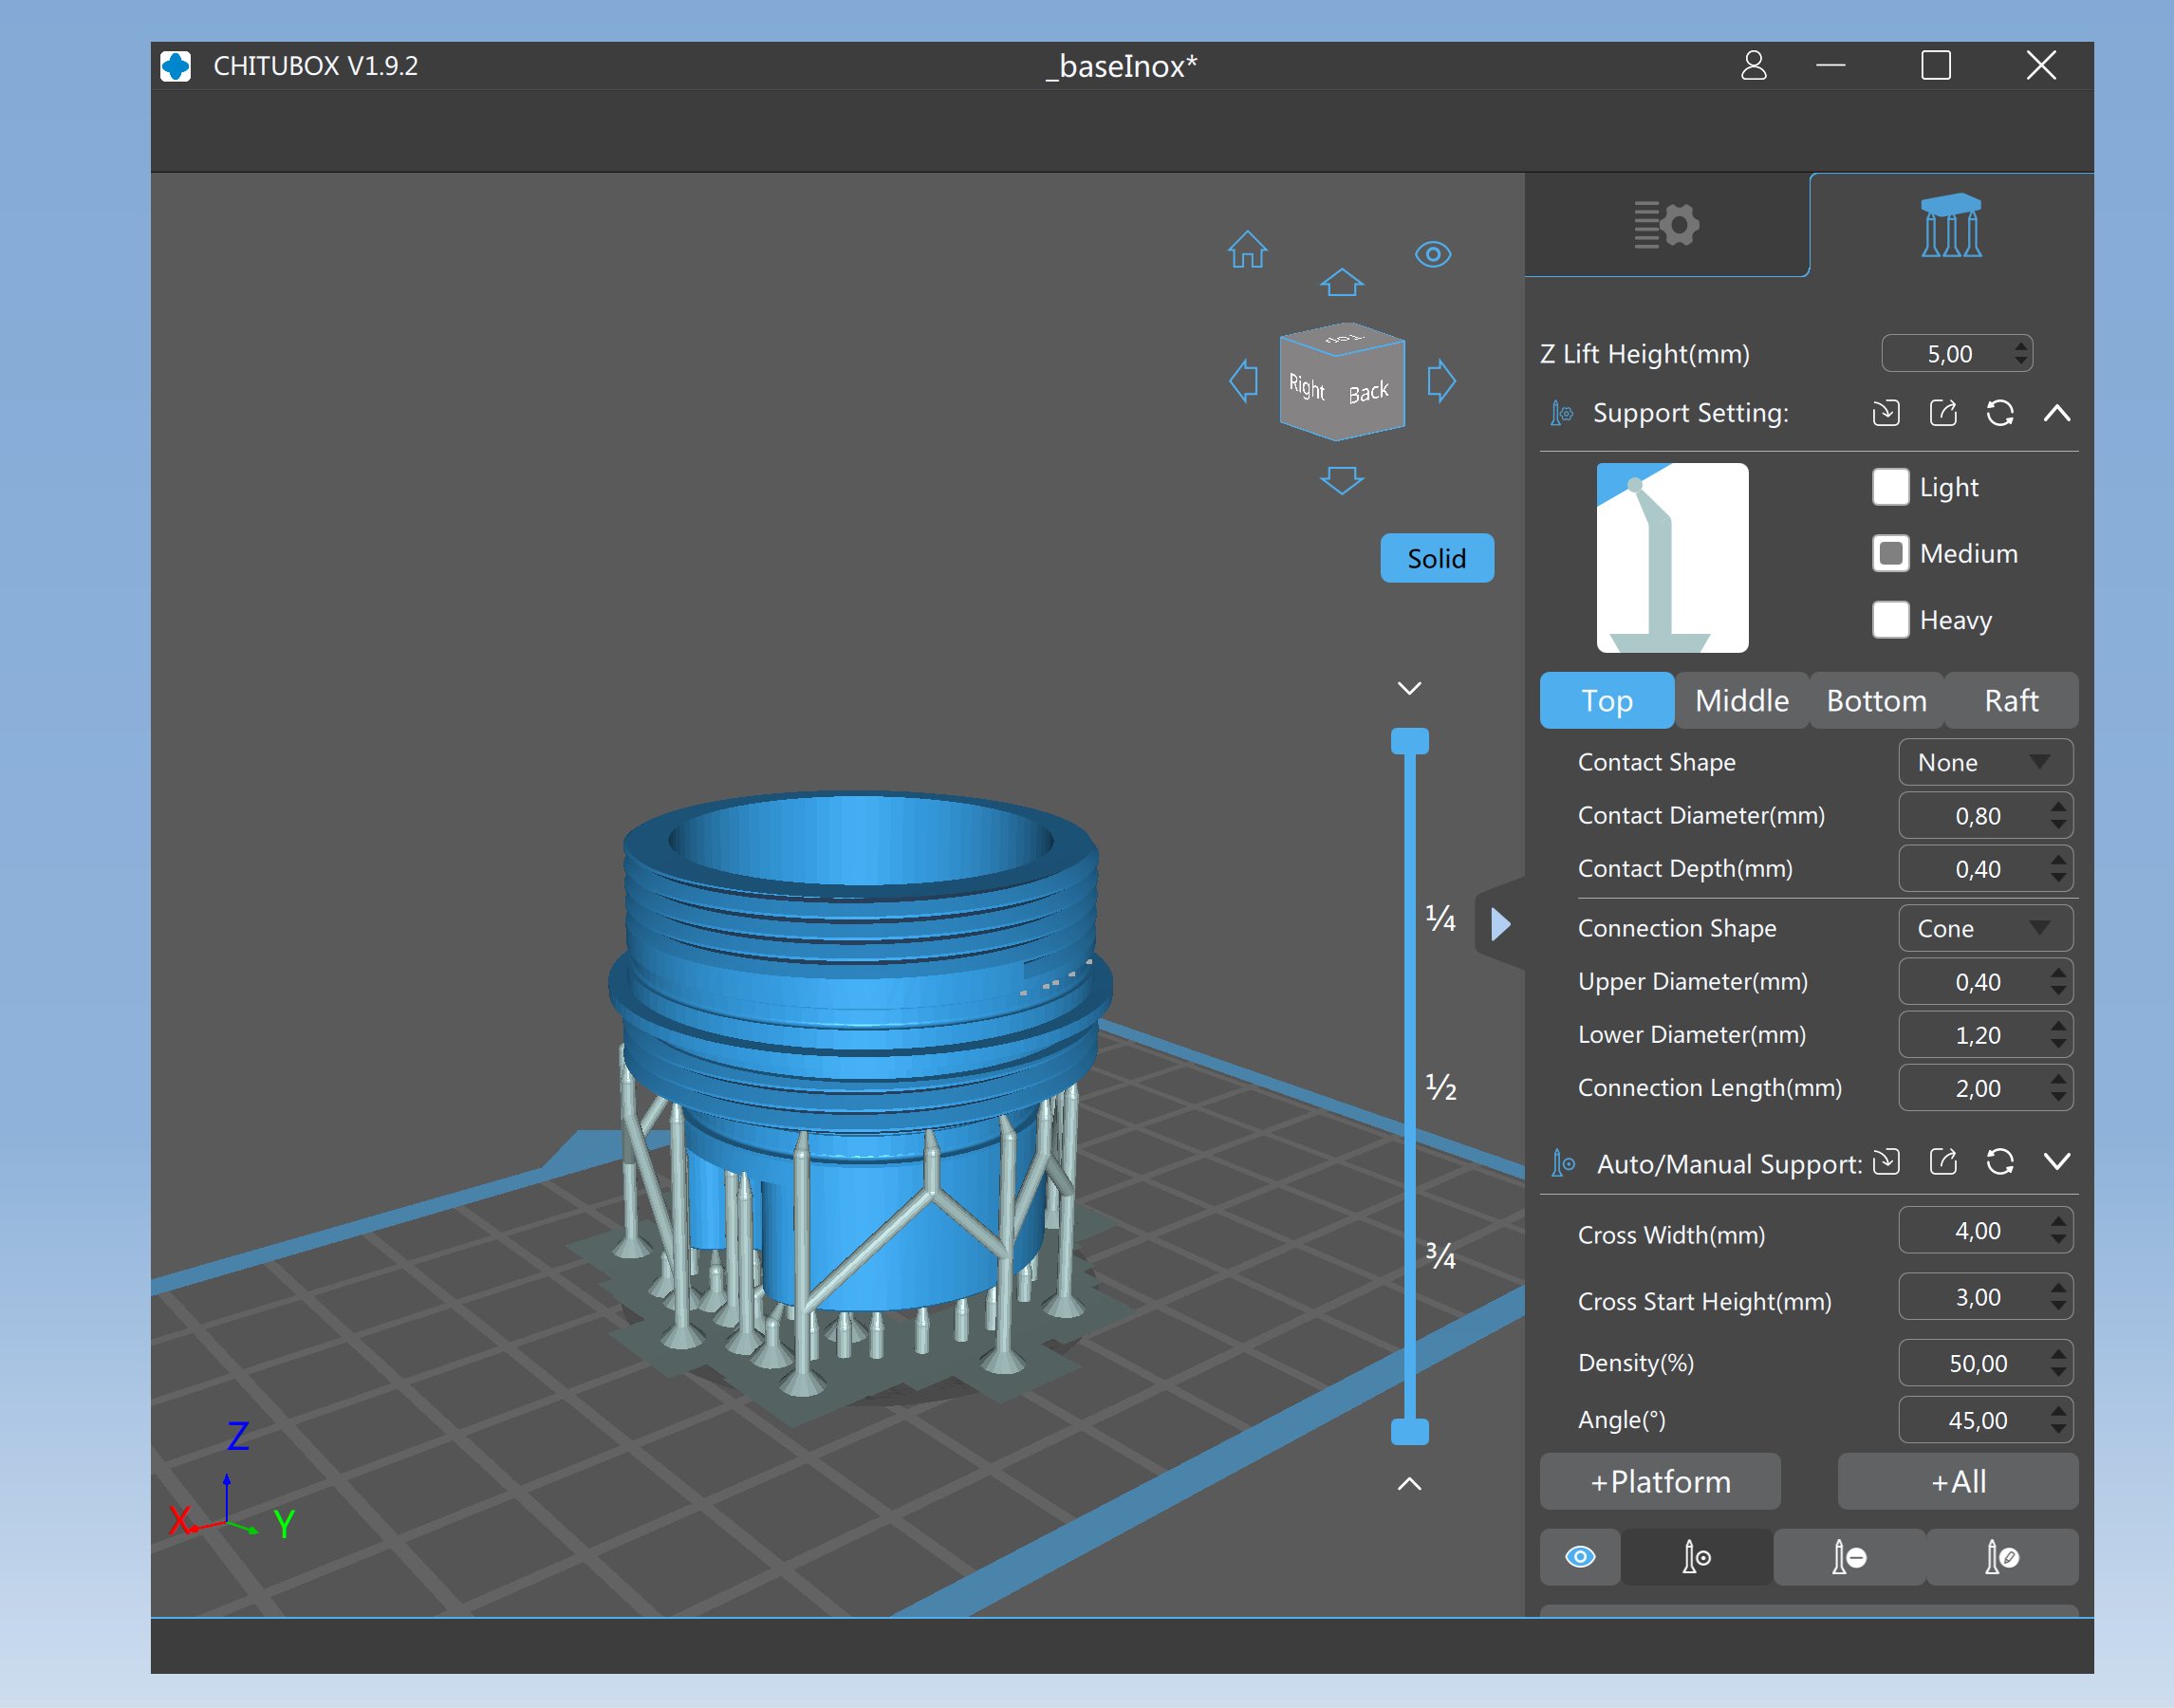 CHITUBOX V1.9.2
_baseInox*
Z Lift Height(mm) 5,00
Support Setting:
Top
Right Back
Light
Solid
Medium
Heavy
Top Middle Bottom Raft
Contact Shape None
Contact Diameter(mm) 0,80
Contact Depth(mm) 0,40
¼
Connection Shape Cone
Upper Diameter(mm) 0,40
Lower Diameter(mm) 1,20
½
Connection Length(mm) 2,00
Auto/Manual Support:
Cross Width(mm) 4,00
¾
Cross Start Height(mm) 3,00
Density(%) 50,00
Angle(°) 45,00
Z
+Platform +All
X Y